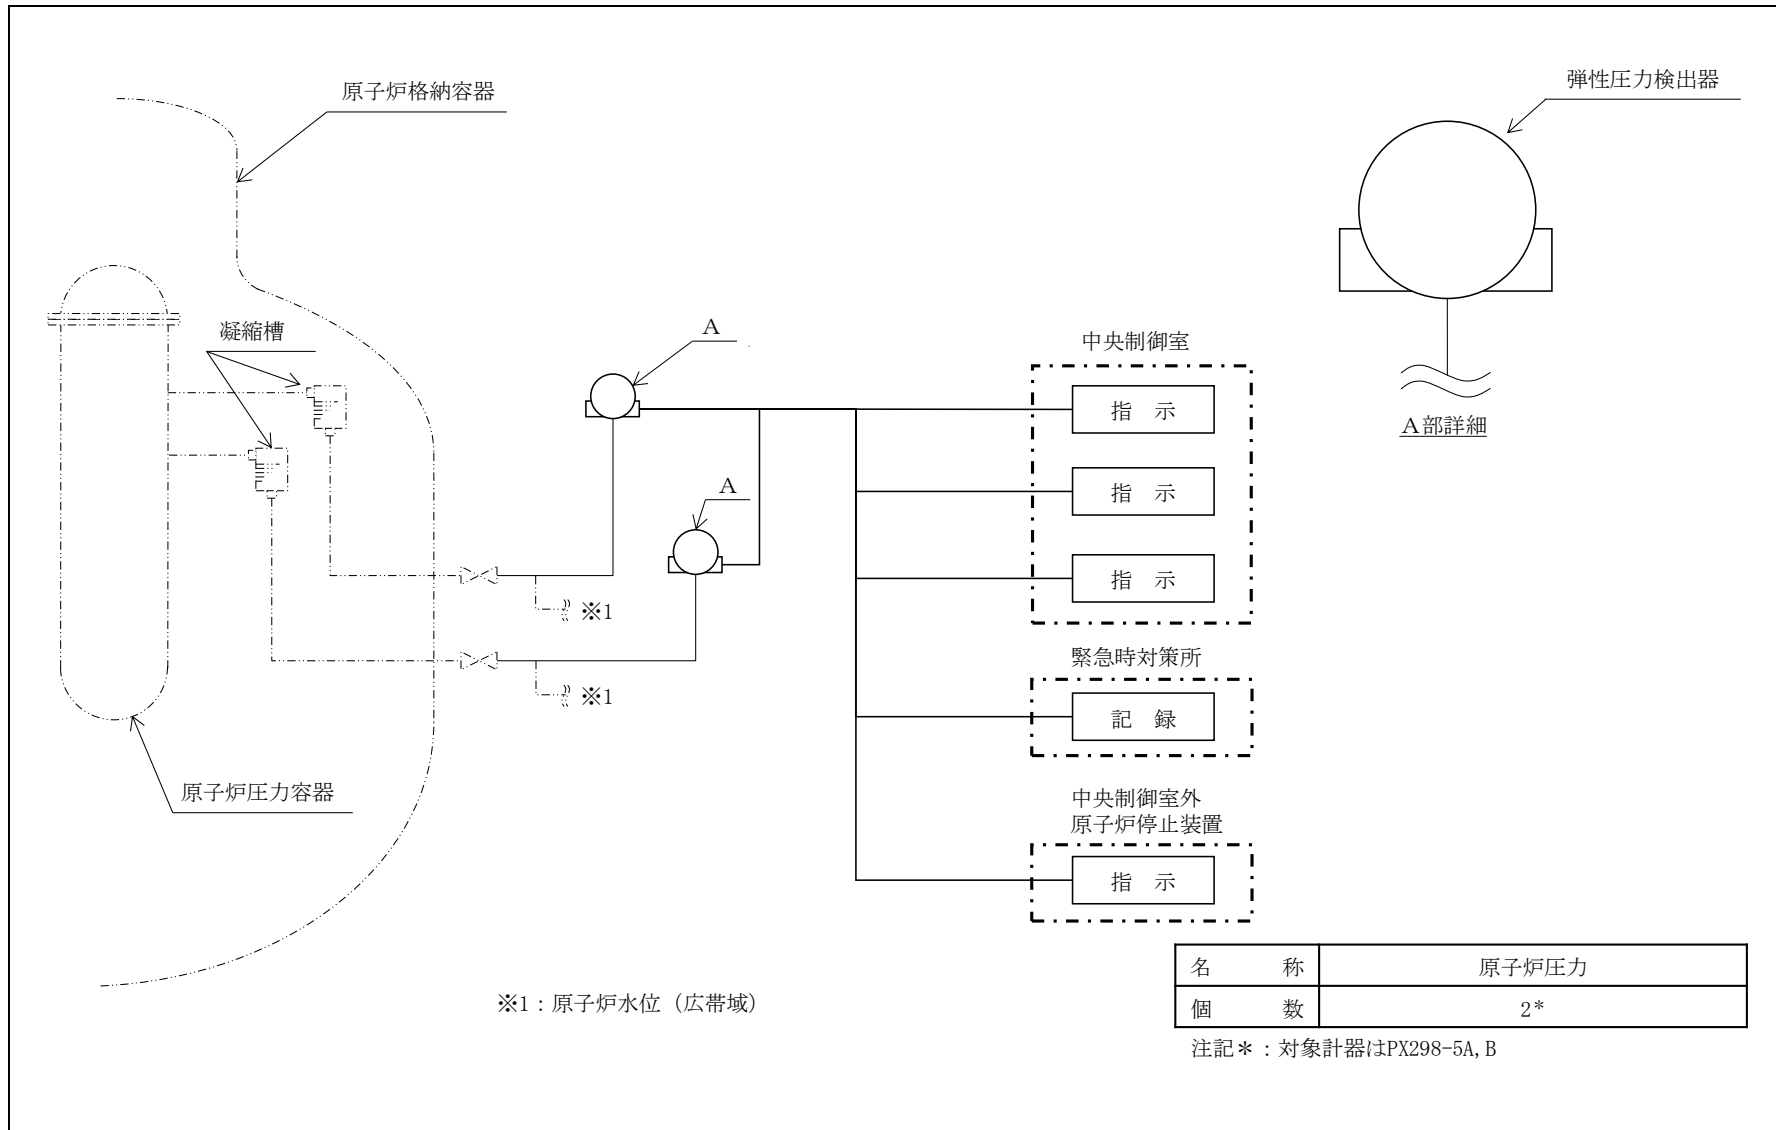 原子炉格納容器
弾性圧力検出器
凝縮槽
A
中央制御室
指 示
A部詳細
指 示
A
指 示
※1
緊急時対策所
※1
記 録
原子炉圧力容器
中央制御室外
原子炉停止装置
指 示
名 称 原子炉圧力
個 数 2*
※1：原子炉水位（広帯域）
注記＊：対象計器はPX298-5A,B